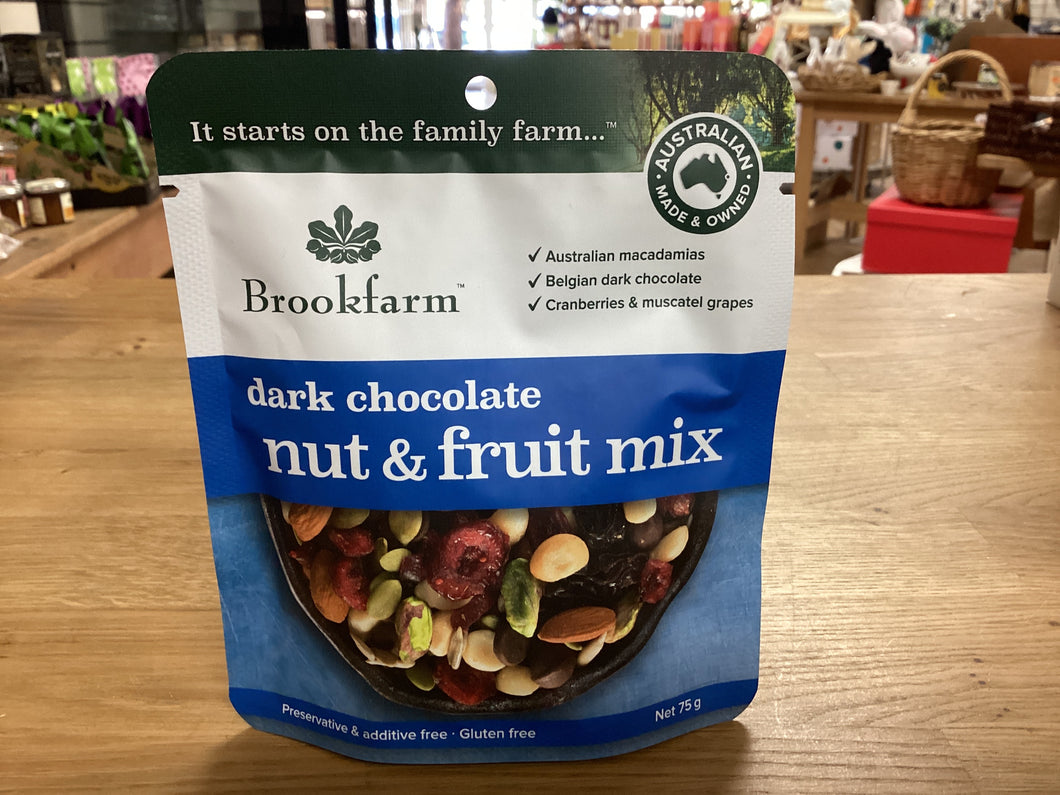 It starts on the family farm...™
· AUSTRALIAN ·
MADE & OWNED
Brookfarm™
✓ Australian macadamias
✓ Belgian dark chocolate
✓ Cranberries & muscatel grapes
dark chocolate
nut & fruit mix
Preservative & additive free · Gluten free
Net 75 g